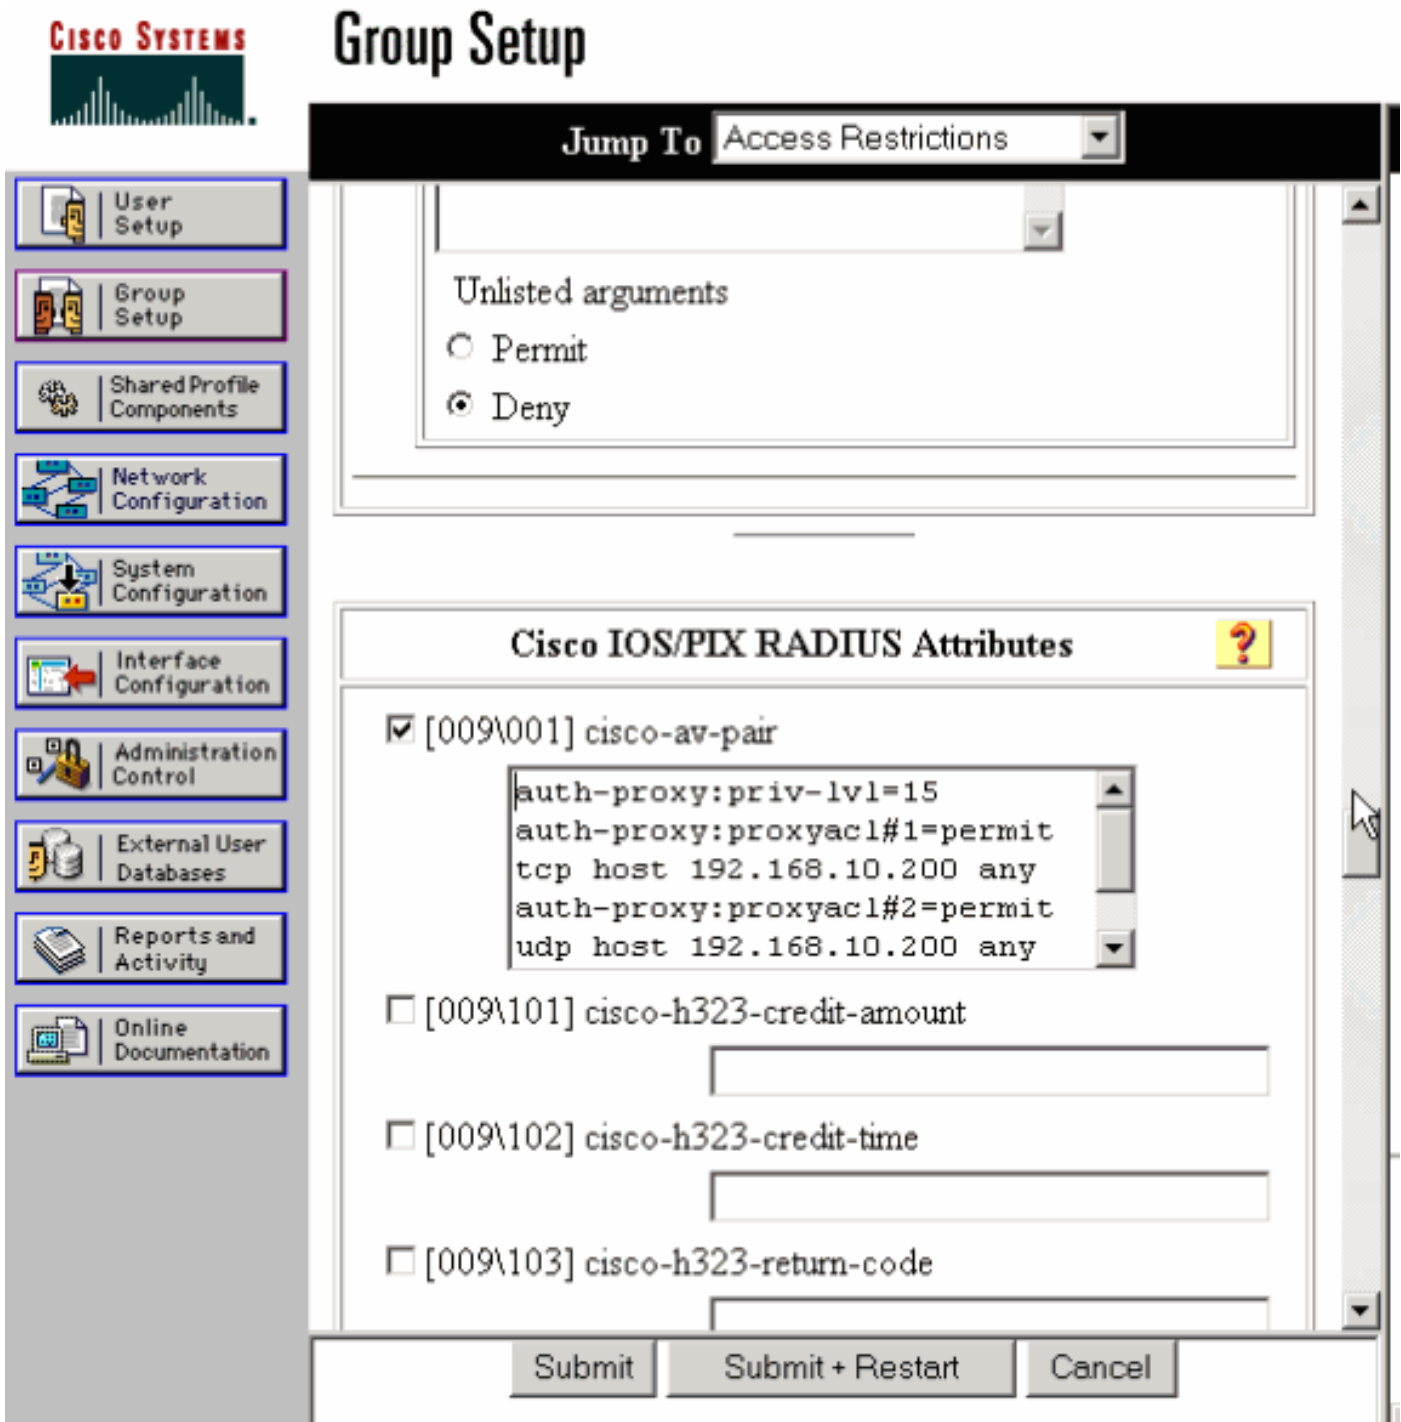 CISCO SYSTEMS
Group Setup
Jump To Access Restrictions
User
Setup
Group
Setup
Shared Profile
Components
Network
Configuration
System
Configuration
Interface
Configuration
Administration
Control
External User
Databases
Reports and
Activity
Online
Documentation
Unlisted arguments
Permit
Deny
Cisco IOS/PIX RADIUS Attributes
?
[009\001] cisco-av-pair
auth-proxy:priv-lvl=15
auth-proxy:proxyacl#1=permit
tcp host 192.168.10.200 any
auth-proxy:proxyacl#2=permit
udp host 192.168.10.200 any
[009\101] cisco-h323-credit-amount
[009\102] cisco-h323-credit-time
[009\103] cisco-h323-return-code
Submit
Submit + Restart
Cancel